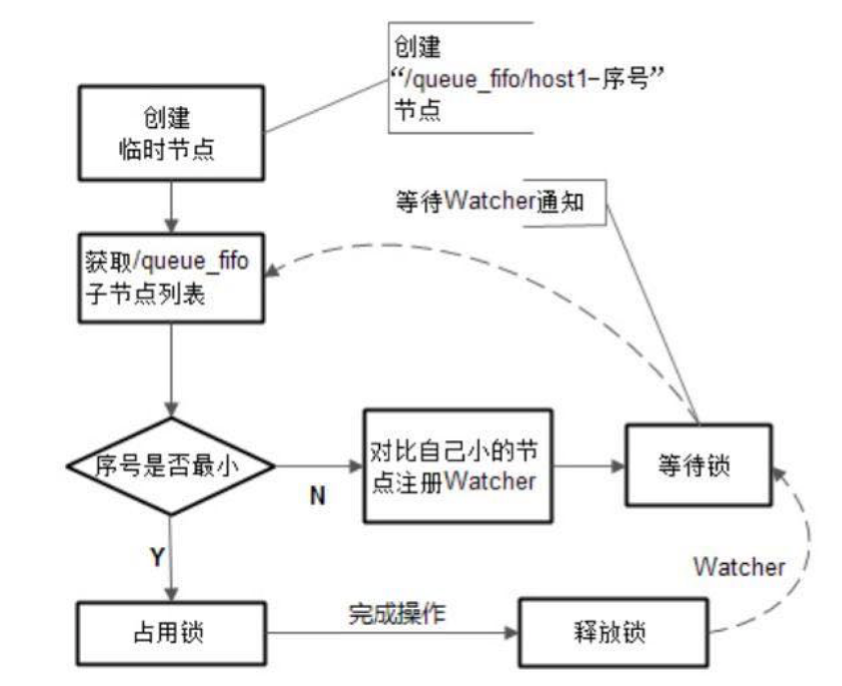 创建
“/queue_fifo/host1-序号”
节点
创建
临时节点
等待Watcher通知
获取/queue_fifo
子节点列表
序号是否最小
N
对比自己小的节
点注册Watcher
等待锁
Y
Watcher
占用锁
完成操作
释放锁